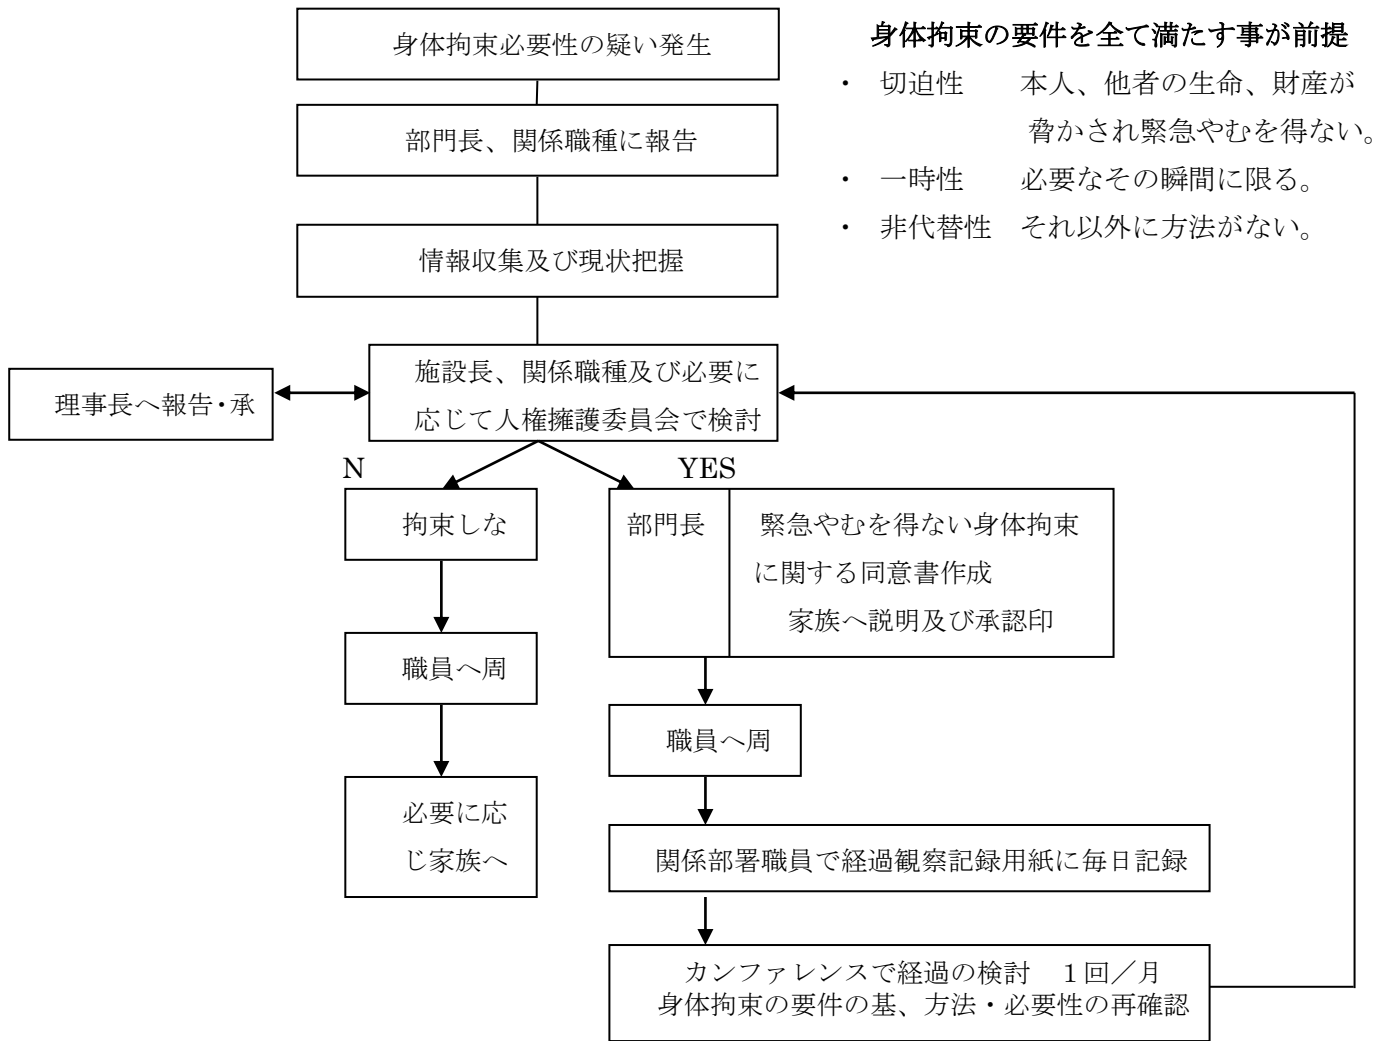 身体拘束必要性の疑い発生
部門長、関係職種に報告
情報収集及び現状把握
身体拘束の要件を全て満たす事が前提
・ 切迫性 本人、他者の生命、財産が
脅かされ緊急やむを得ない。
・ 一時性 必要なその瞬間に限る。
・ 非代替性 それ以外に方法がない。
理事長へ報告・承
施設長、関係職種及び必要に
応じて人権擁護委員会で検討
N
YES
拘束しな
職員へ周
必要に応
じ家族へ
部門長
緊急やむを得ない身体拘束
に関する同意書作成
家族へ説明及び承認印
職員へ周
関係部署職員で経過観察記録用紙に毎日記録
カンファレンスで経過の検討 1回／月
身体拘束の要件の基、方法・必要性の再確認